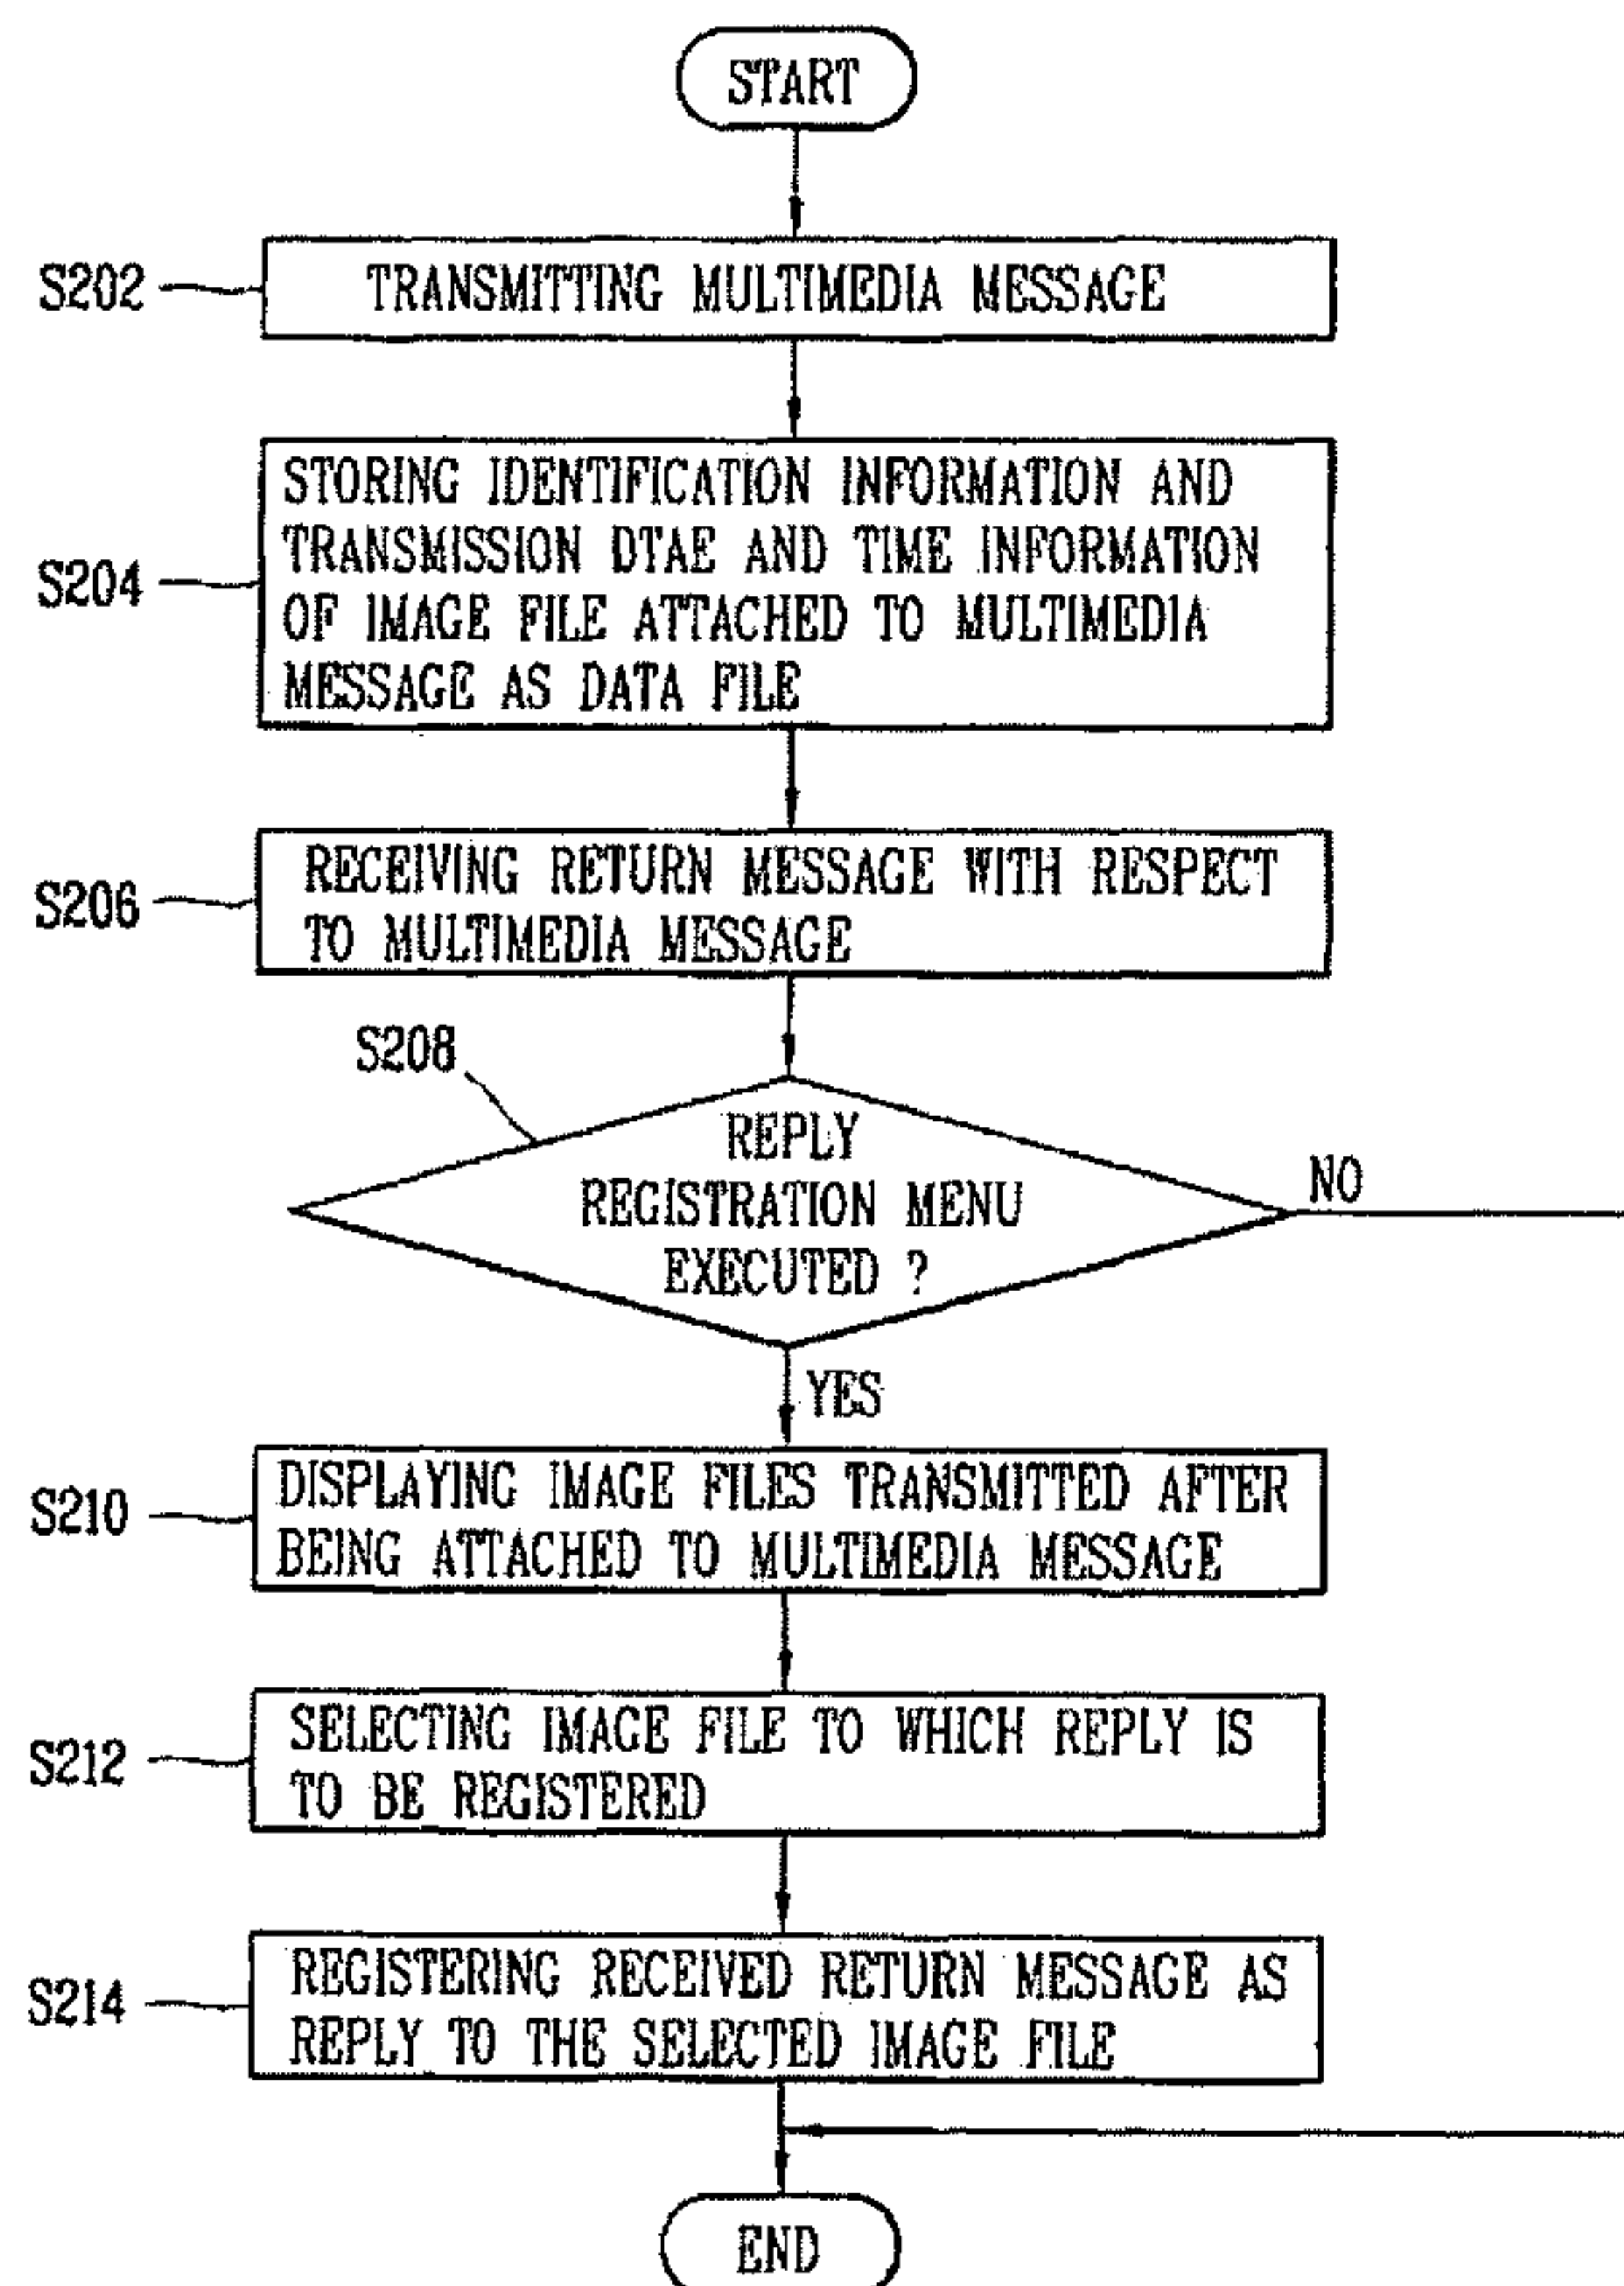 START
S202
TRANSMITTING MULTIMEDIA MESSAGE
S204
STORING IDENTIFICATION INFORMATION AND
TRANSMISSION DTAE AND TIME INFORMATION
OF IMAGE FILE ATTACHED TO MULTIMEDIA
MESSAGE AS DATA FILE
S206
RECEIVING RETURN MESSAGE WITH RESPECT
TO MULTIMEDIA MESSAGE
S208
REPLY
REGISTRATION MENU
EXECUTED ?
NO
YES
S210
DISPLAYING IMAGE FILES TRANSMITTED AFTER
BEING ATTACHED TO MULTIMEDIA MESSAGE
S212
SELECTING IMAGE FILE TO WHICH REPLY IS
TO BE REGISTERED
S214
REGISTERING RECEIVED RETURN MESSAGE AS
REPLY TO THE SELECTED IMAGE FILE
END